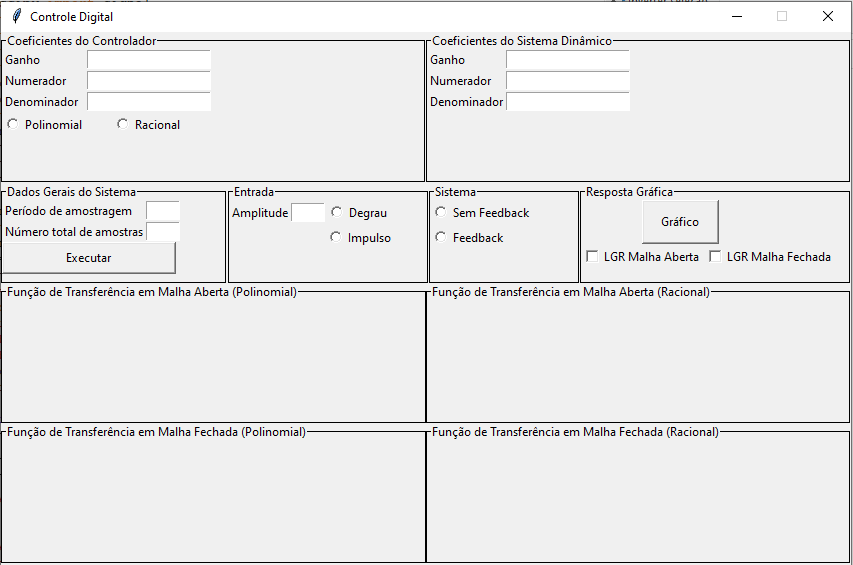 Controle Digital
Coeficientes do Controlador
Ganho
Numerador
Denominador
Polinomial Racional
Coeficientes do Sistema Dinâmico
Ganho
Numerador
Denominador
Dados Gerais do Sistema
Período de amostragem
Número total de amostras
Executar
Entrada
Amplitude Degrau
Impulso
Sistema
Sem Feedback
Feedback
Resposta Gráfica
Gráfico
LGR Malha Aberta LGR Malha Fechada
Função de Transferência em Malha Aberta (Polinomial)
Função de Transferência em Malha Aberta (Racional)
Função de Transferência em Malha Fechada (Polinomial)
Função de Transferência em Malha Fechada (Racional)